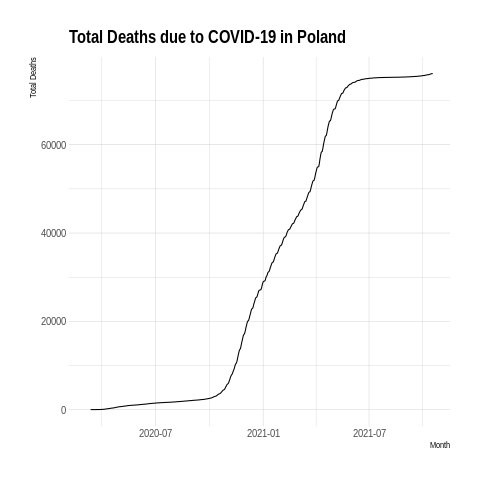 Total Deaths due to COVID-19 in Poland
Total Deaths
60000
40000
20000
0
2020-07
2021-01
2021-07
Month